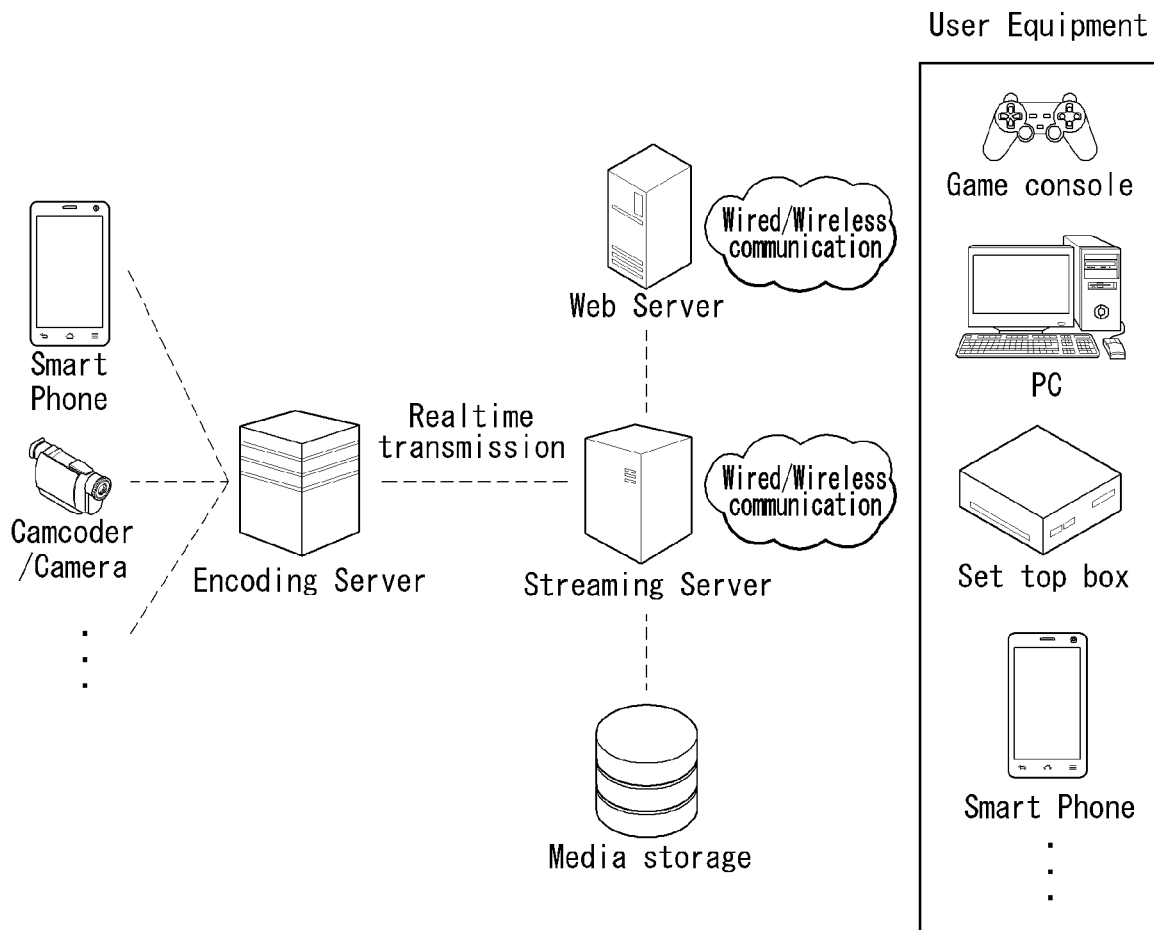 User Equipment
Game console
Wired/Wireless
communication
Web Server
Smart
Phone
PC
Realtime
transmission
Wired/Wireless
communication
Camcoder
/Camera
Encoding Server
Streaming Server
Set top box
Media storage
Smart Phone